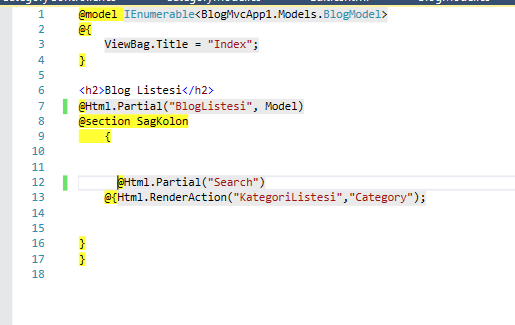 1 @model IEnumerable<BlogMvcApp1.Models.BlogModel>
2 @{
3 ViewBag.Title = "Index";
4 }
5
6 <h2>Blog Listesi</h2>
7 @Html.Partial("BlogListesi", Model)
8 @section SagKolon
9 {
10
11
12 @Html.Partial("Search")
13 @{Html.RenderAction("KategoriListesi","Category");
14
15
16 }
17 }
18